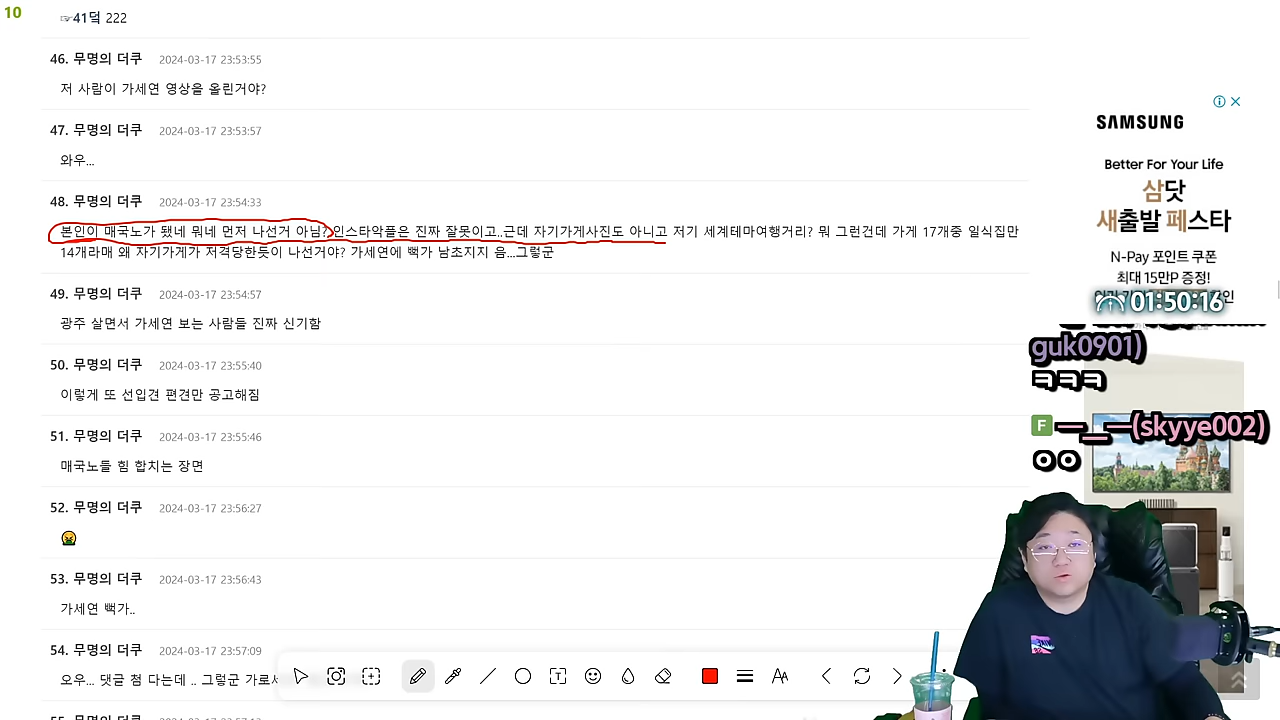 10
☞41덬 222
46. 무명의 더쿠 2024-03-17 23:53:55
저 사람이 가세연 영상을 올린거야?
47. 무명의 더쿠 2024-03-17 23:53:57
와우...
48. 무명의 더쿠 2024-03-17 23:54:33
본인이 매국노가 됐네 뭐네 먼저 나선거 아님? 인스타악플은 진짜 잘못이고..근데 자기가게사진도 아니고 저기 세계테마여행거리? 뭐 그런건데 가게 17개중 일식집만
14개라매 왜 자기가게가 저격당한듯이 나선거야? 가세연에 빽가 남초지지 음...그렇군
49. 무명의 더쿠 2024-03-17 23:54:57
광주 살면서 가세연 보는 사람들 진짜 신기함
50. 무명의 더쿠 2024-03-17 23:55:40
이렇게 또 선입견 편견만 공고해짐
51. 무명의 더쿠 2024-03-17 23:55:46
매국노들 힘 합치는 장면
52. 무명의 더쿠 2024-03-17 23:56:27
53. 무명의 더쿠 2024-03-17 23:56:43
가세연 빽가..
54. 무명의 더쿠 2024-03-17 23:57:09
오우... 댓글 첨 다는데 .. 그렇군
SAMSUNG
Better For Your Life
삼닷
새출발 페스타
N-Pay 포인트 쿠폰
최대 15만P 증정!
01:50:16
guk0901)
ㅋㅋㅋ
F ㅡ_ㅡ(skyye002)
ㅇㅇ